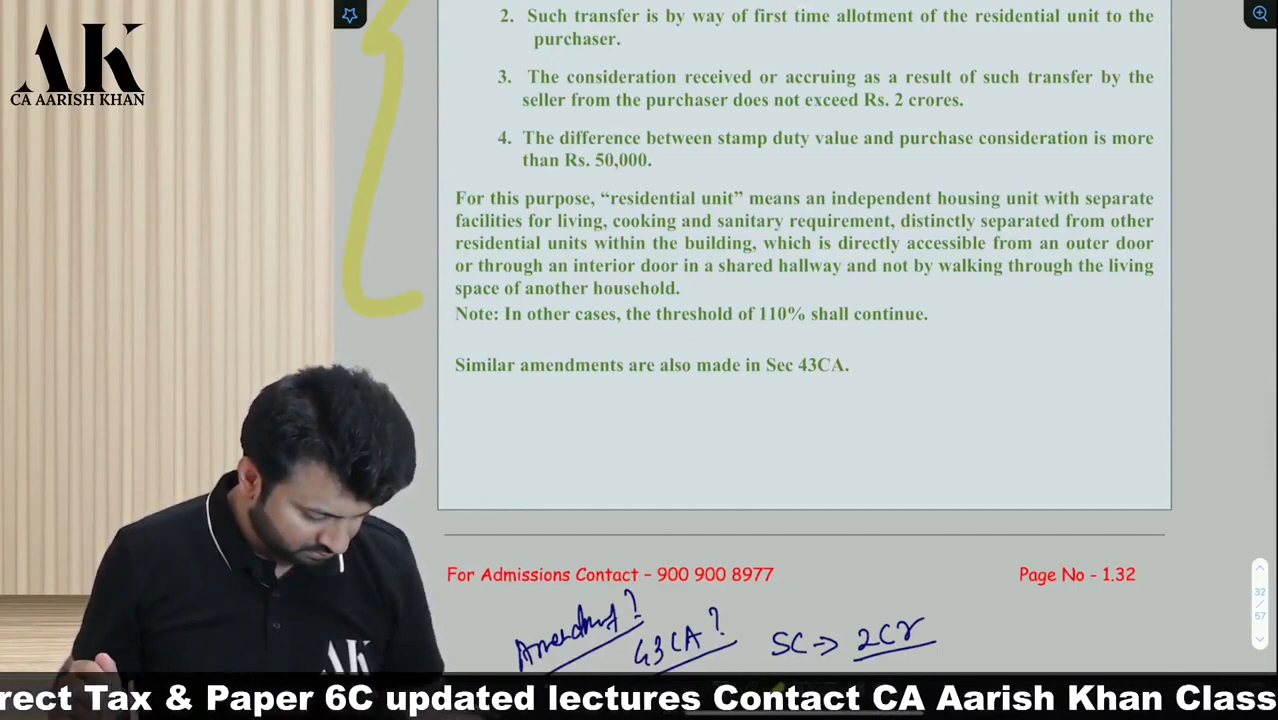 AK
CA AARISH KHAN
2. Such transfer is by way of first time allotment of the residential unit to the
purchaser.
3. The consideration received or accruing as a result of such transfer by the
seller from the purchaser does not exceed Rs. 2 crores.
4. The difference between stamp duty value and purchase consideration is more
than Rs. 50,000.
For this purpose, “residential unit” means an independent housing unit with separate
facilities for living, cooking and sanitary requirement, distinctly separated from other
residential units within the building, which is directly accessible from an outer door
or through an interior door in a shared hallway and not by walking through the living
space of another household.
Note: In other cases, the threshold of 110% shall continue.
Similar amendments are also made in Sec 43CA.
32
/
57
For Admissions Contact – 900 900 8977
Page No - 1.32
Amendment?
43CA?
SC → 2Cr
AK
rect Tax & Paper 6C updated lectures Contact CA Aarish Khan Class